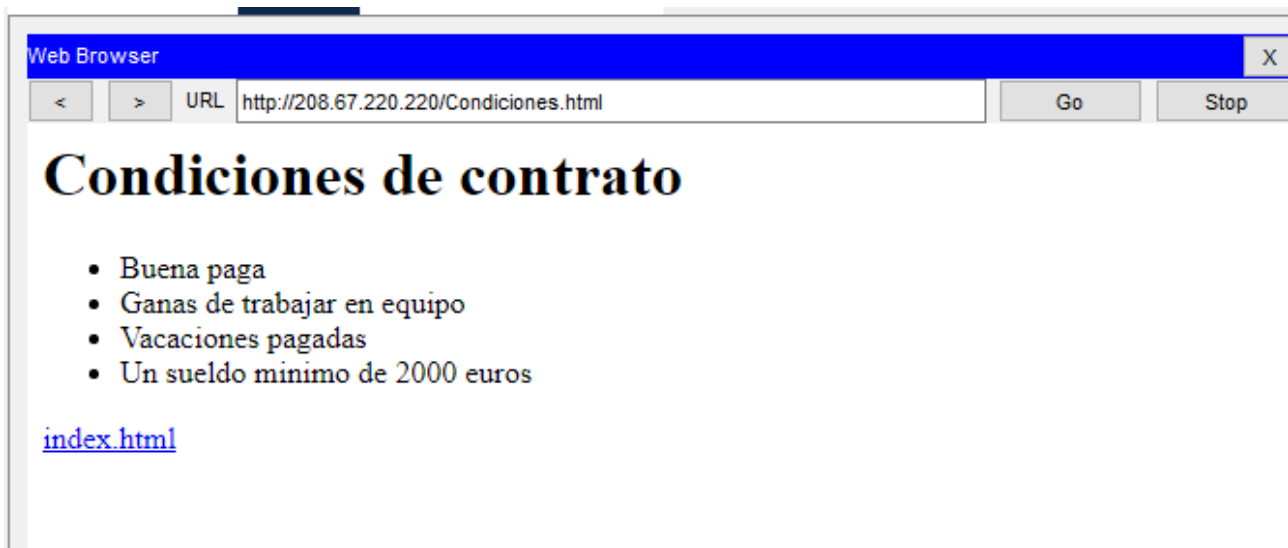 Web Browser
X
<
>
URL
http://208.67.220.220/Condiciones.html
Go
Stop
Condiciones de contrato
• Buena paga
• Ganas de trabajar en equipo
• Vacaciones pagadas
• Un sueldo minimo de 2000 euros
index.html